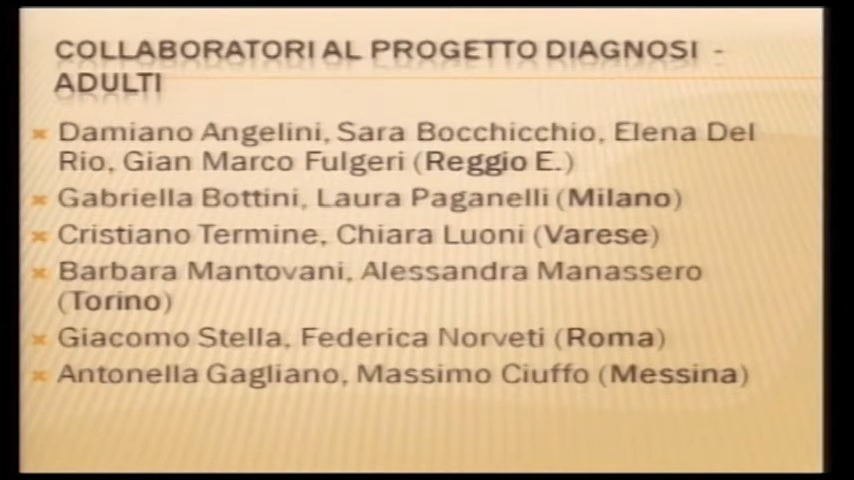 COLLABORATORI AL PROGETTO DIAGNOSI -
ADULTI
Damiano Angelini, Sara Bocchicchio, Elena Del
Rio, Gian Marco Fulgeri (Reggio E.)
Gabriella Bottini, Laura Paganelli (Milano)
Cristiano Termine, Chiara Luoni (Varese)
Barbara Mantovani, Alessandra Manassero
(Torino)
Giacomo Stella, Federica Norveti (Roma)
Antonella Gagliano, Massimo Ciuffo (Messina)